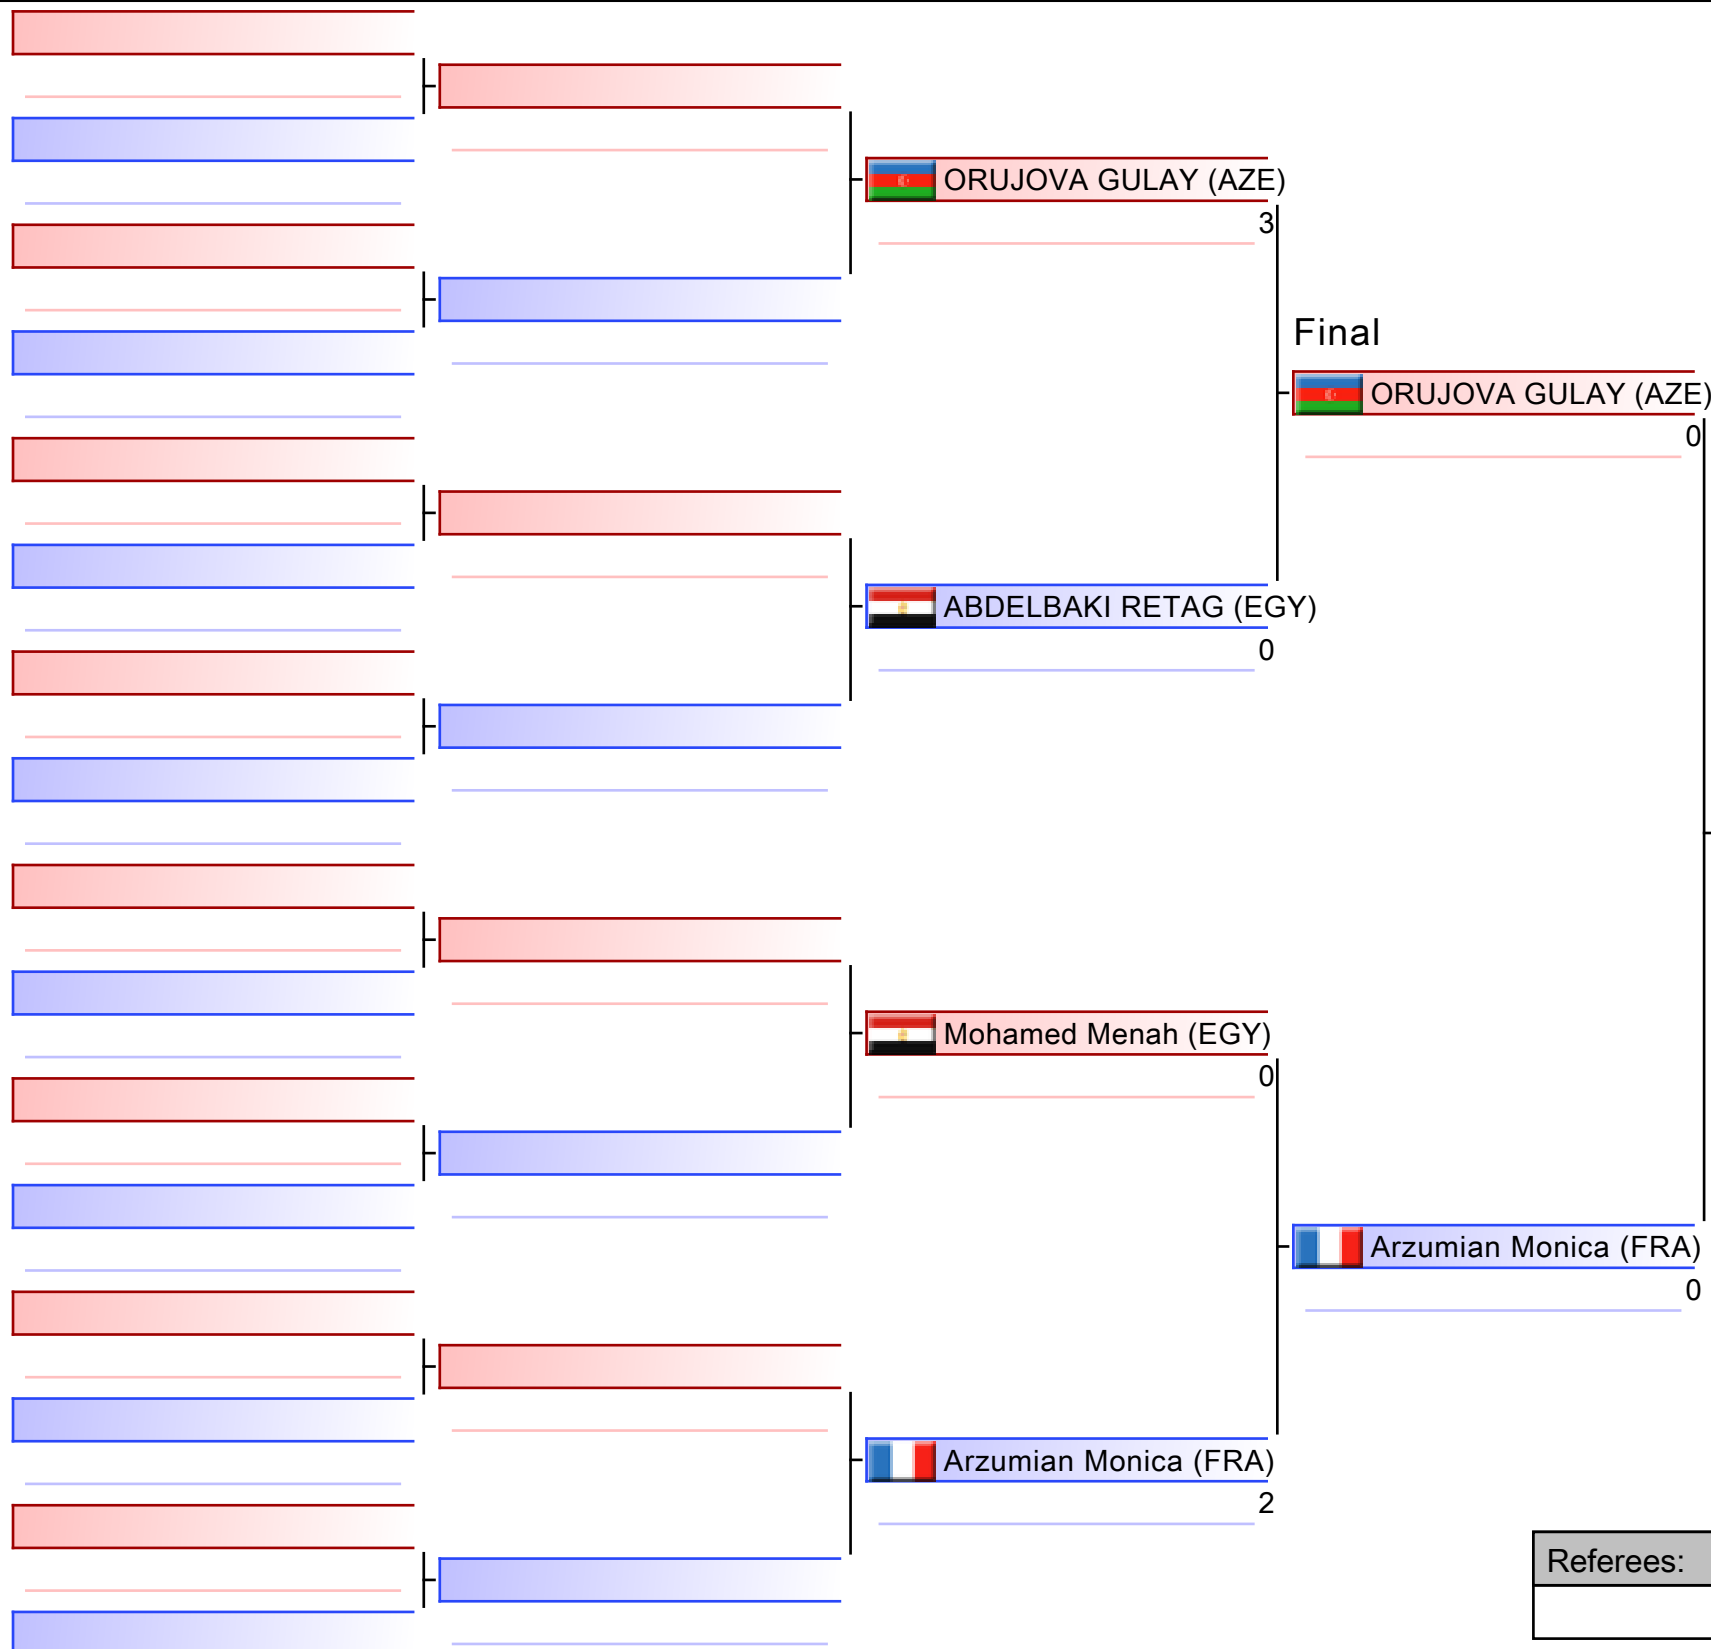 ORUJOVA GULAY (AZE)
3
Final
ORUJOVA GULAY (AZE)
0
ABDELBAKI RETAG (EGY)
0
Mohamed Menah (EGY)
0
Arzumian Monica (FRA)
0
Arzumian Monica (FRA)
2
Referees: